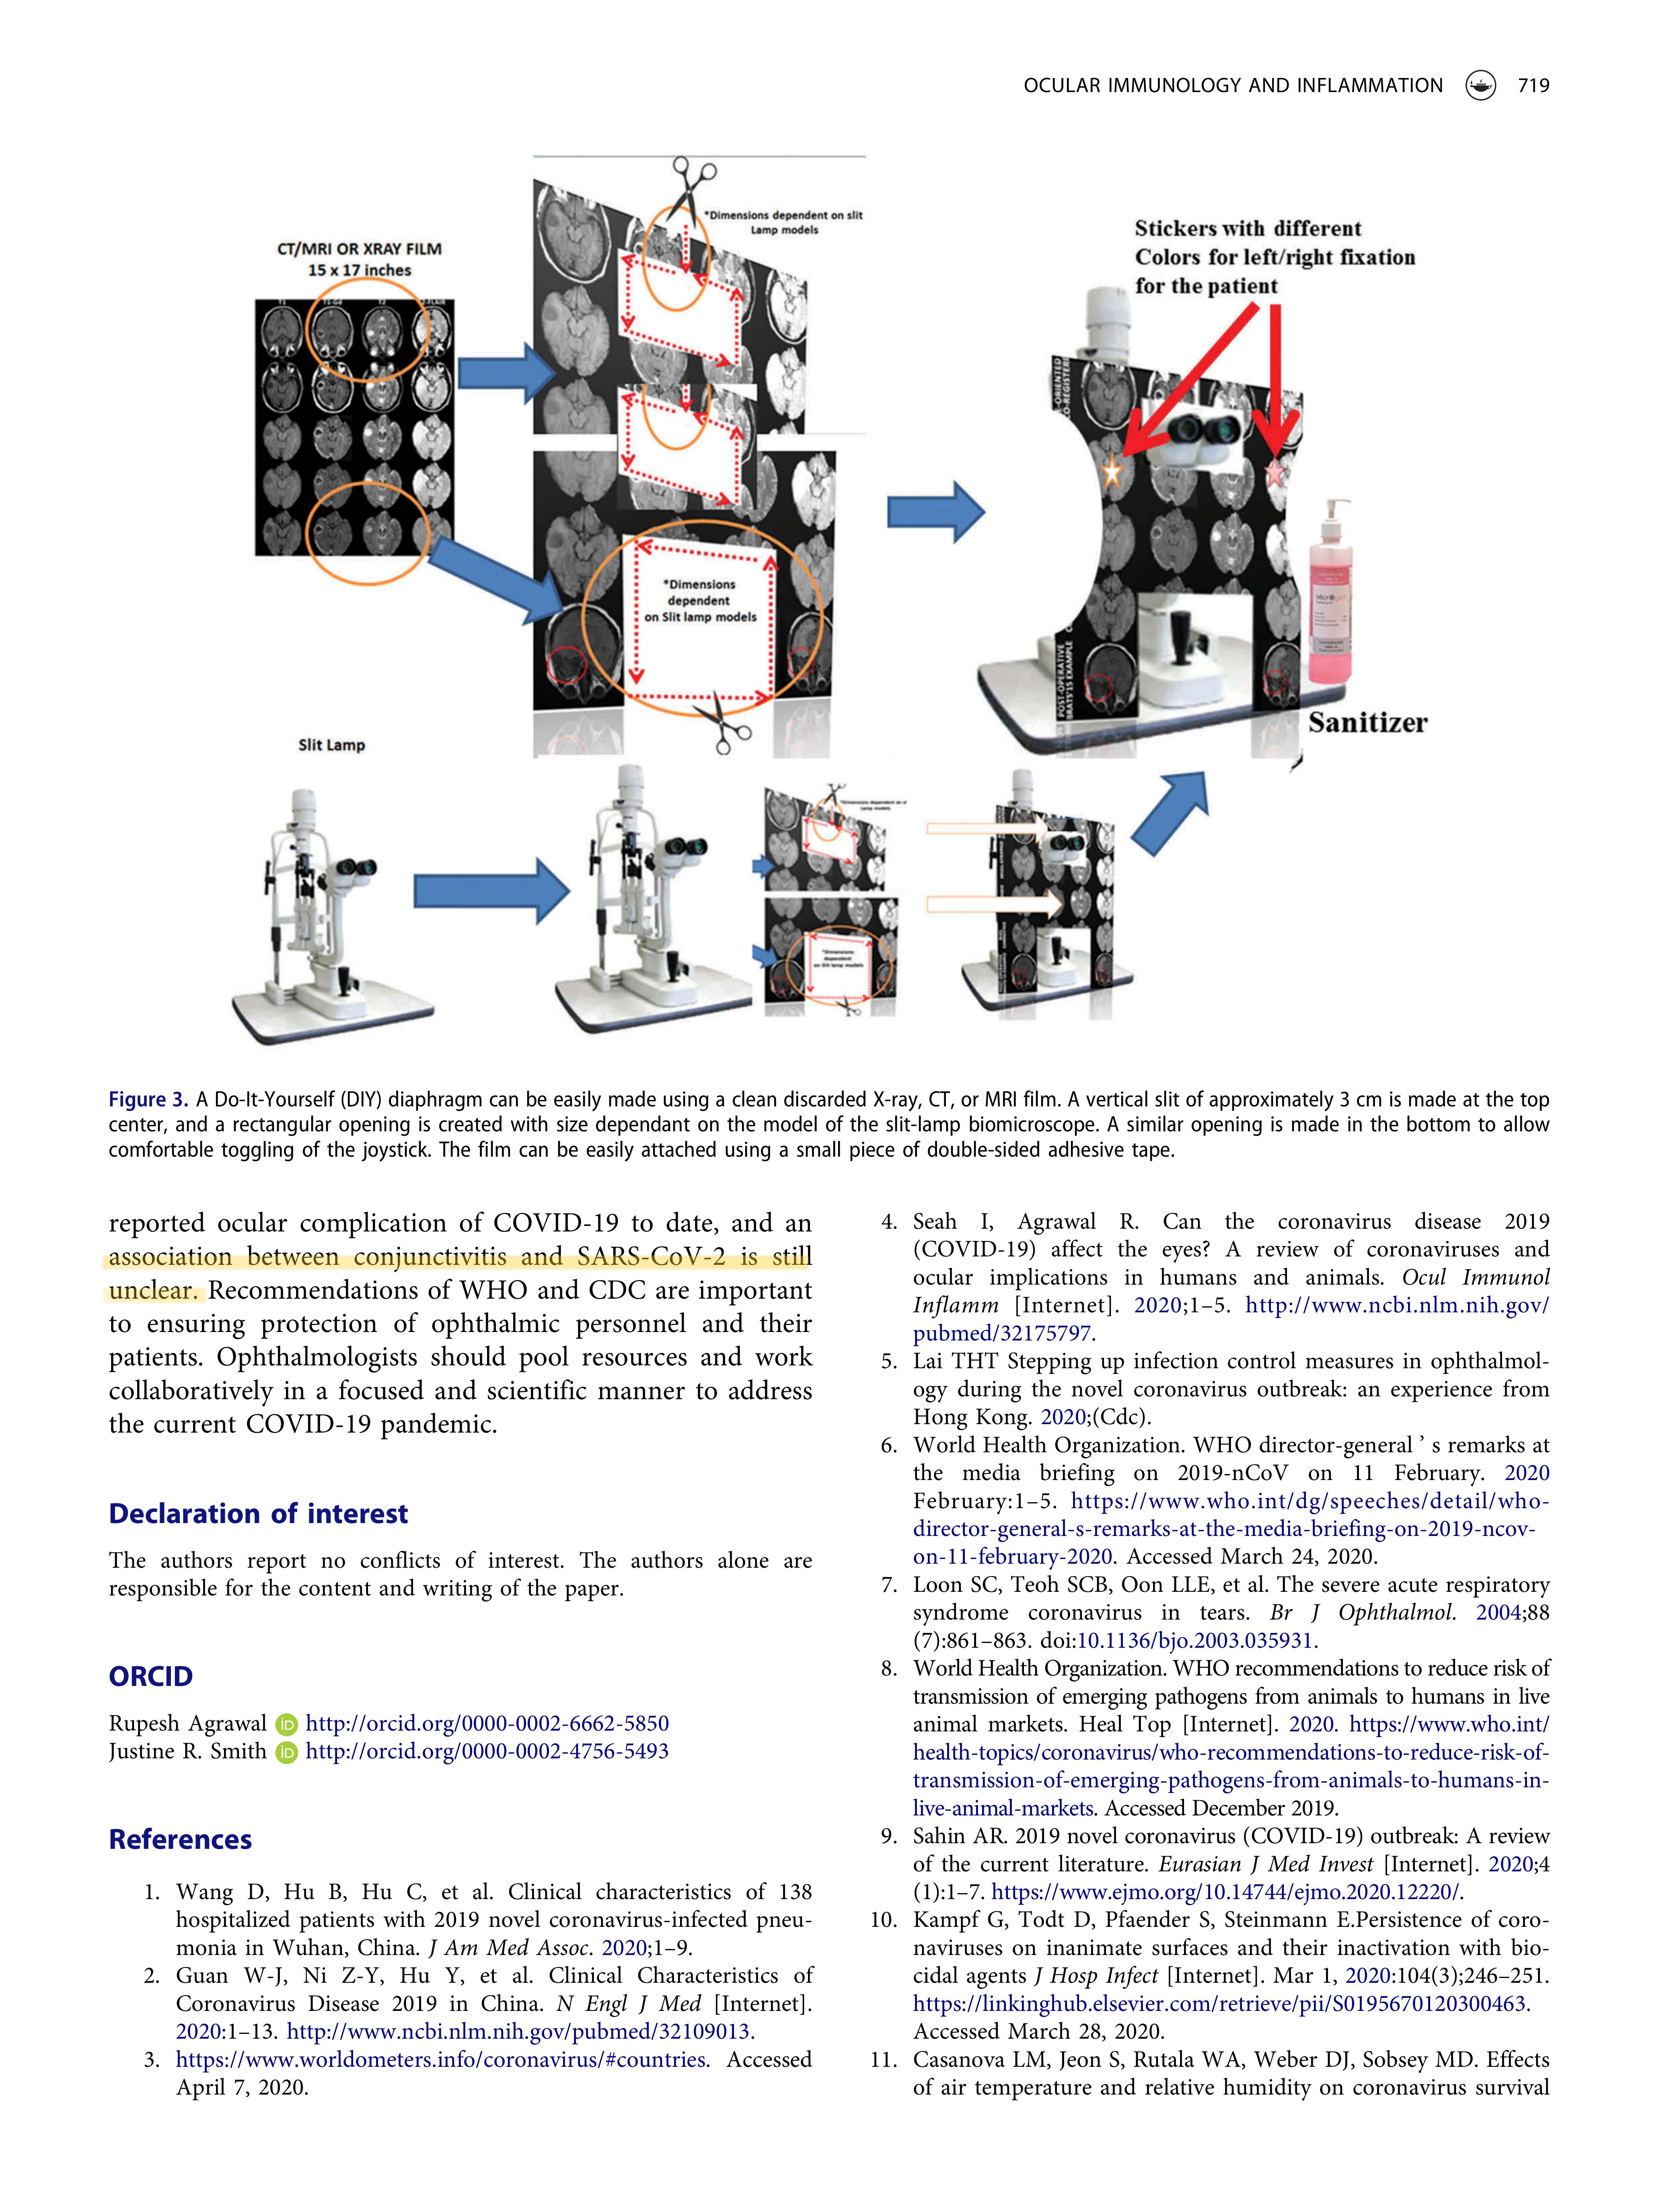 OCULAR IMMUNOLOGY AND INFLAMMATION 719
*Dimensions dependent on slit
Lamp models
CT/MRI OR XRAY FILM
15 x 17 inches
Stickers with different
Colors for left/right fixation
for the patient
*Dimensions
dependent
on Slit lamp models
POST-OPERATIVE
Sanitizer
Slit Lamp
*Dimensions
dependent
on Slit lamp models
Figure 3. A Do-It-Yourself (DIY) diaphragm can be easily made using a clean discarded X-ray, CT, or MRI film. A vertical slit of approximately 3 cm is made at the top
center, and a rectangular opening is created with size dependant on the model of the slit-lamp biomicroscope. A similar opening is made in the bottom to allow
comfortable toggling of the joystick. The film can be easily attached using a small piece of double-sided adhesive tape.
reported ocular complication of COVID-19 to date, and an
association between conjunctivitis and SARS-CoV-2 is still
unclear. Recommendations of WHO and CDC are important
to ensuring protection of ophthalmic personnel and their
patients. Ophthalmologists should pool resources and work
collaboratively in a focused and scientific manner to address
the current COVID-19 pandemic.
Declaration of interest
The authors report no conflicts of interest. The authors alone are
responsible for the content and writing of the paper.
ORCID
Rupesh Agrawal iD http://orcid.org/0000-0002-6662-5850
Justine R. Smith iD http://orcid.org/0000-0002-4756-5493
References
1. Wang D, Hu B, Hu C, et al. Clinical characteristics of 138
hospitalized patients with 2019 novel coronavirus-infected pneu-
monia in Wuhan, China. J Am Med Assoc. 2020;1–9.
2. Guan W-J, Ni Z-Y, Hu Y, et al. Clinical Characteristics of
Coronavirus Disease 2019 in China. N Engl J Med [Internet].
2020:1–13. http://www.ncbi.nlm.nih.gov/pubmed/32109013.
3. https://www.worldometers.info/coronavirus/#countries. Accessed
April 7, 2020.
4. Seah I, Agrawal R. Can the coronavirus disease 2019
(COVID-19) affect the eyes? A review of coronaviruses and
ocular implications in humans and animals. Ocul Immunol
Inflamm [Internet]. 2020;1–5. http://www.ncbi.nlm.nih.gov/
pubmed/32175797.
5. Lai THT Stepping up infection control measures in ophthalmol-
ogy during the novel coronavirus outbreak: an experience from
Hong Kong. 2020;(Cdc).
6. World Health Organization. WHO director-general ’ s remarks at
the media briefing on 2019-nCoV on 11 February. 2020
February:1–5. https://www.who.int/dg/speeches/detail/who-
director-general-s-remarks-at-the-media-briefing-on-2019-ncov-
on-11-february-2020. Accessed March 24, 2020.
7. Loon SC, Teoh SCB, Oon LLE, et al. The severe acute respiratory
syndrome coronavirus in tears. Br J Ophthalmol. 2004;88
(7):861–863. doi:10.1136/bjo.2003.035931.
8. World Health Organization. WHO recommendations to reduce risk of
transmission of emerging pathogens from animals to humans in live
animal markets. Heal Top [Internet]. 2020. https://www.who.int/
health-topics/coronavirus/who-recommendations-to-reduce-risk-of-
transmission-of-emerging-pathogens-from-animals-to-humans-in-
live-animal-markets. Accessed December 2019.
9. Sahin AR. 2019 novel coronavirus (COVID-19) outbreak: A review
of the current literature. Eurasian J Med Invest [Internet]. 2020;4
(1):1–7. https://www.ejmo.org/10.14744/ejmo.2020.12220/.
10. Kampf G, Todt D, Pfaender S, Steinmann E.Persistence of coro-
naviruses on inanimate surfaces and their inactivation with bio-
cidal agents J Hosp Infect [Internet]. Mar 1, 2020:104(3);246–251.
https://linkinghub.elsevier.com/retrieve/pii/S0195670120300463.
Accessed March 28, 2020.
11. Casanova LM, Jeon S, Rutala WA, Weber DJ, Sobsey MD. Effects
of air temperature and relative humidity on coronavirus survival